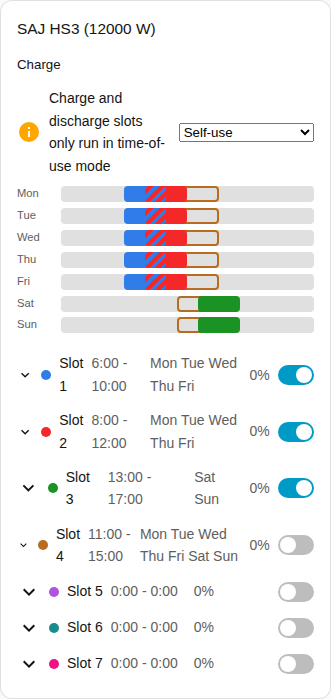 SAJ HS3 (12000 W)
Charge
Charge and
discharge slots
only run in time-of-
use mode
Self-use
Mon
Tue
Wed
Thu
Fri
Sat
Sun
Slot 6:00 - Mon Tue Wed 0%
1 10:00 Thu Fri
Slot 8:00 - Mon Tue Wed 0%
2 12:00 Thu Fri
Slot 13:00 - Sat 0%
3 17:00 Sun
Slot 11:00 - Mon Tue Wed 0%
4 15:00 Thu Fri Sat Sun
Slot 5 0:00 - 0:00 0%
Slot 6 0:00 - 0:00 0%
Slot 7 0:00 - 0:00 0%